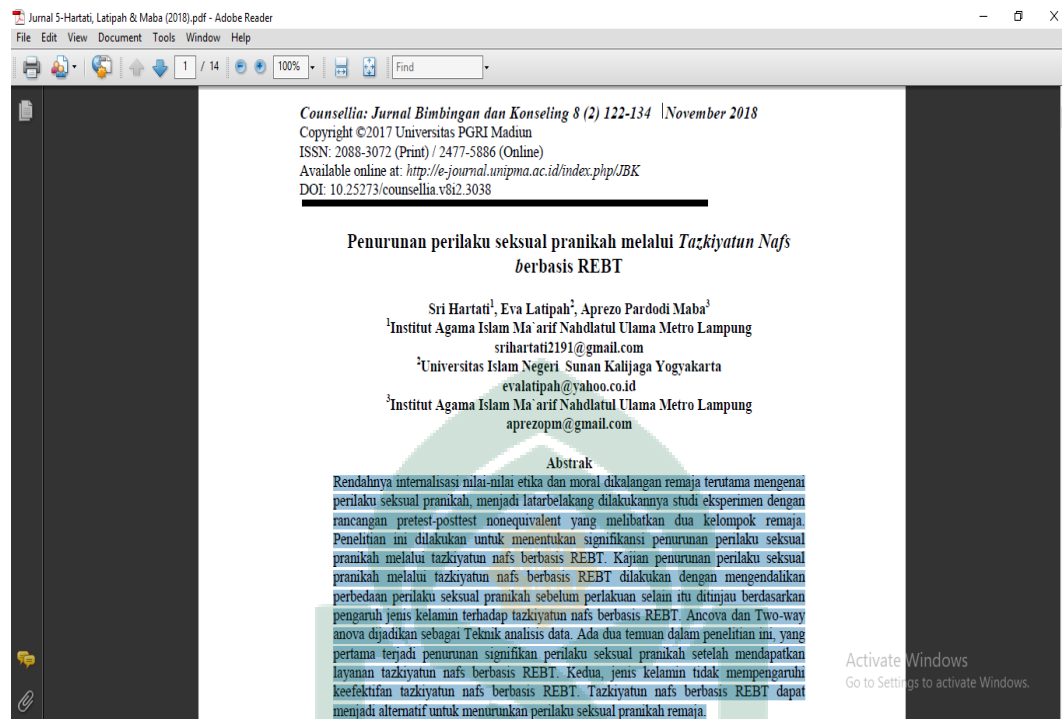 Jurnal 5-Hartati, Latipah & Maba (2018).pdf - Adobe Reader
File Edit View Document Tools Window Help
1 / 14 100% Find
Counsellia: Jurnal Bimbingan dan Konseling 8 (2) 122-134 |November 2018
Copyright ©2017 Universitas PGRI Madiun
ISSN: 2088-3072 (Print) / 2477-5886 (Online)
Available online at: http://e-journal.unipma.ac.id/index.php/JBK
DOI: 10.25273/counsellia.v8i2.3038
Penurunan perilaku seksual pranikah melalui Tazkiyatun Nafs
berbasis REBT
Sri Hartati1, Eva Latipah2, Aprezo Pardodi Maba3
1Institut Agama Islam Ma`arif Nahdlatul Ulama Metro Lampung
srihartati2191@gmail.com
2Universitas Islam Negeri Sunan Kalijaga Yogyakarta
evalatipah@yahoo.co.id
3Institut Agama Islam Ma`arif Nahdlatul Ulama Metro Lampung
aprezopm@gmail.com
Abstrak
Rendahnya internalisasi nilai-nilai etika dan moral dikalangan remaja terutama mengenai
perilaku seksual pranikah, menjadi latarbelakang dilakukannya studi eksperimen dengan
rancangan pretest-posttest nonequivalent yang melibatkan dua kelompok remaja.
Penelitian ini dilakukan untuk menentukan signifikansi penurunan perilaku seksual
pranikah melalui tazkiyatun nafs berbasis REBT. Kajian penurunan perilaku seksual
pranikah melalui tazkiyatun nafs berbasis REBT dilakukan dengan mengendalikan
perbedaan perilaku seksual pranikah sebelum perlakuan selain itu ditinjau berdasarkan
pengaruh jenis kelamin terhadap tazkiyatun nafs berbasis REBT. Ancova dan Two-way
anova dijadikan sebagai Teknik analisis data. Ada dua temuan dalam penelitian ini, yang
pertama terjadi penurunan signifikan perilaku seksual pranikah setelah mendapatkan
layanan tazkiyatun nafs berbasis REBT. Kedua, jenis kelamin tidak mempengaruhi
keefektifan tazkiyatun nafs berbasis REBT. Tazkiyatun nafs berbasis REBT dapat
menjadi alternatif untuk menurunkan perilaku seksual pranikah remaja.
Activate Windows
Go to Settings to activate Windows.